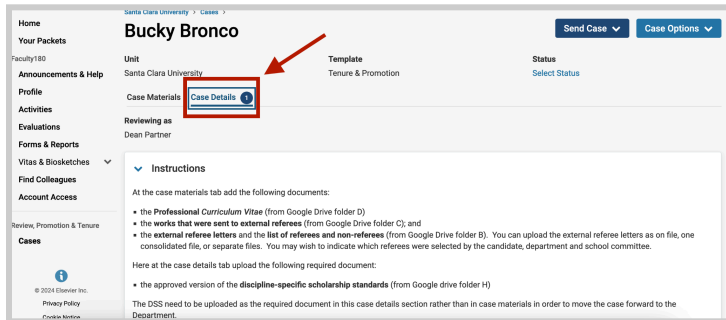 Home
Your Packets
Faculty180
Announcements & Help
Profile
Activities
Evaluations
Forms & Reports
Vitas & Biosketches
Find Colleagues
Account Access
Review, Promotion & Tenure
Cases
© 2024 Elsevier Inc.
Privacy Policy
Cookie Notice
Santa Clara University > Cases >
Bucky Bronco
Send Case
Case Options
Unit
Santa Clara University
Template
Tenure & Promotion
Status
Select Status
Case Materials
Case Details 1
Reviewing as
Dean Partner
Instructions
At the case materials tab add the following documents:
the Professional Curriculum Vitae (from Google Drive folder D)
the works that were sent to external referees (from Google Drive folder C); and
the external referee letters and the list of referees and non-referees (from Google Drive folder B). You can upload the external referee letters as on file, one
consolidated file, or separate files. You may wish to indicate which referees were selected by the candidate, department and school committee.
Here at the case details tab upload the following required document:
the approved version of the discipline-specific scholarship standards (from Google drive folder H)
The DSS need to be uploaded as the required document in this case details section rather than in case materials in order to move the case forward to the
Department.